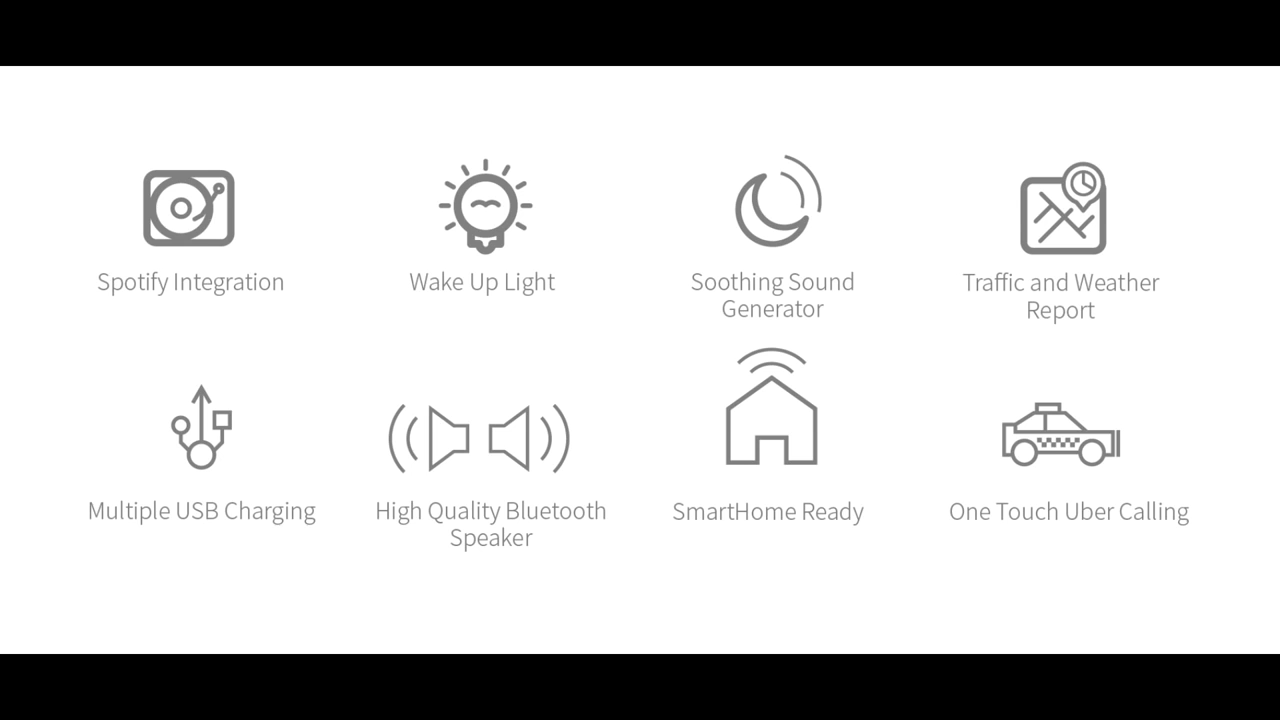 Spotify Integration
Wake Up Light
Soothing Sound
Generator
Traffic and Weather
Report
Multiple USB Charging
High Quality Bluetooth
Speaker
SmartHome Ready
One Touch Uber Calling